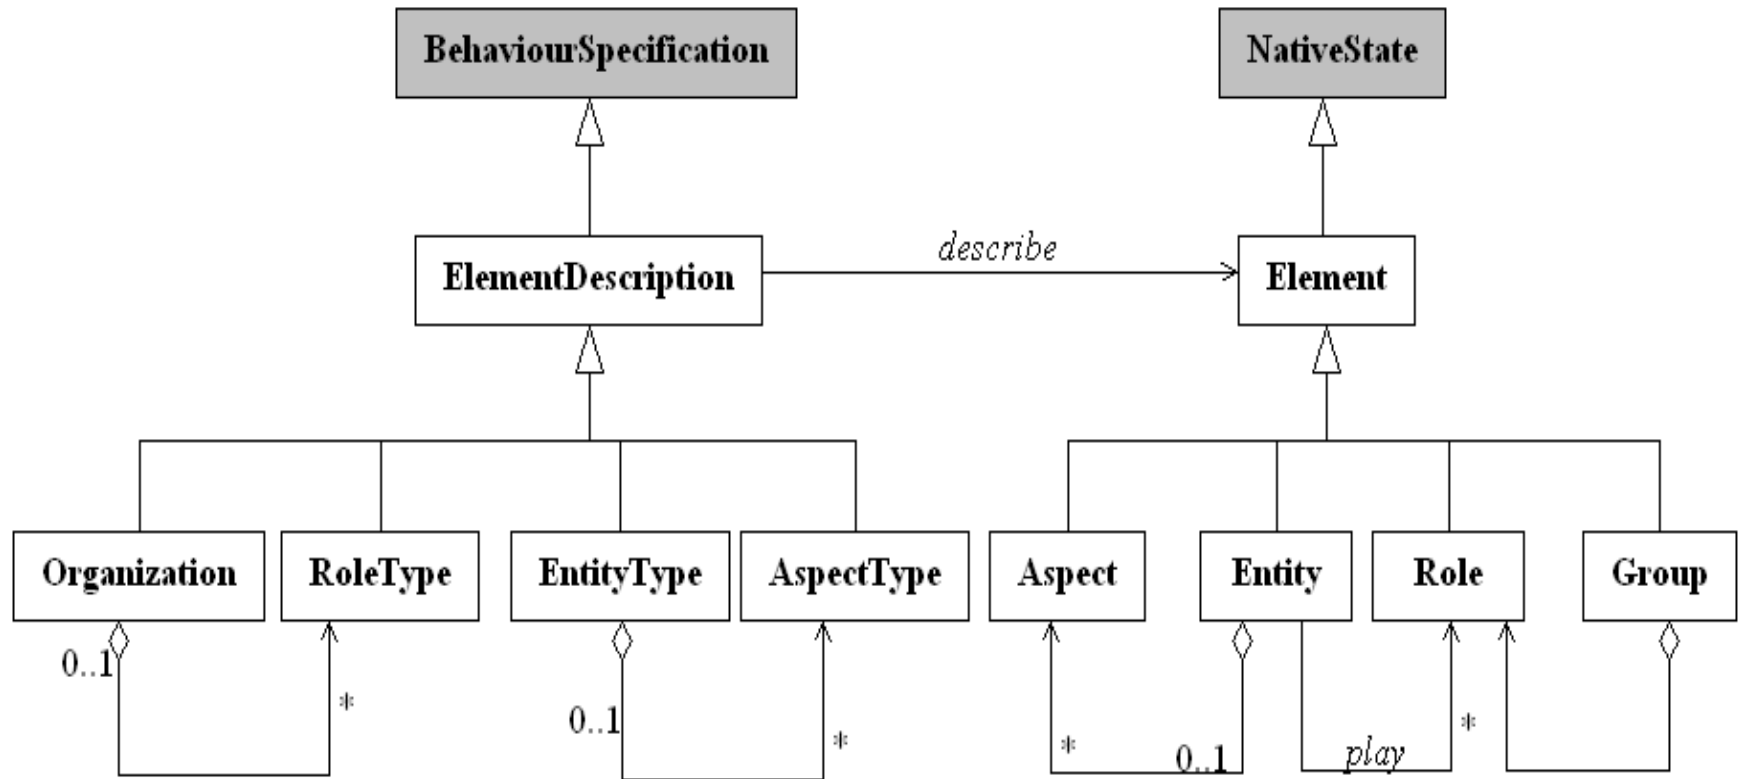 BehaviourSpecification
NativeState
describe
ElementDescription
Element
Organization
RoleType
EntityType
AspectType
Aspect
Entity
Role
Group
0..1
*
0..1
*
*
0..1
play
*